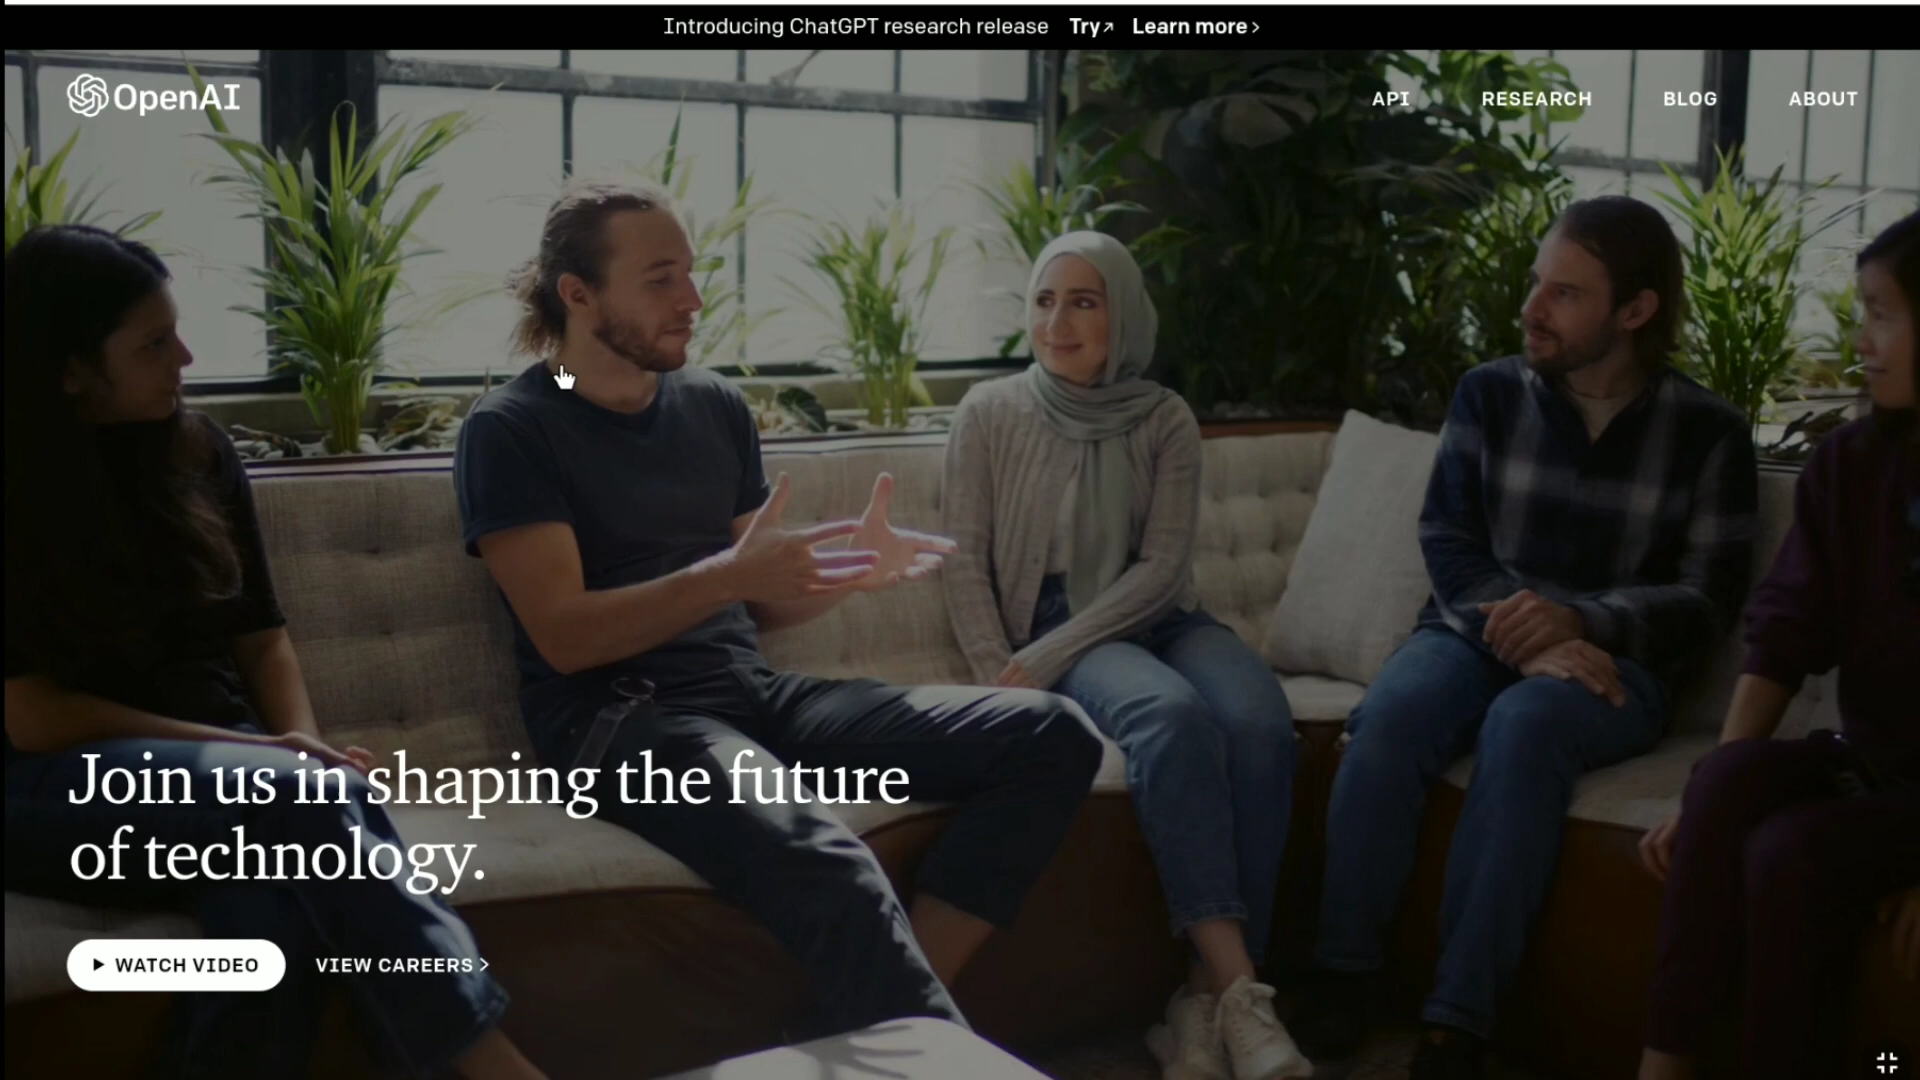 Introducing ChatGPT research release Try↗ Learn more >
OpenAI
API RESEARCH BLOG ABOUT
Join us in shaping the future
of technology.
WATCH VIDEO VIEW CAREERS >